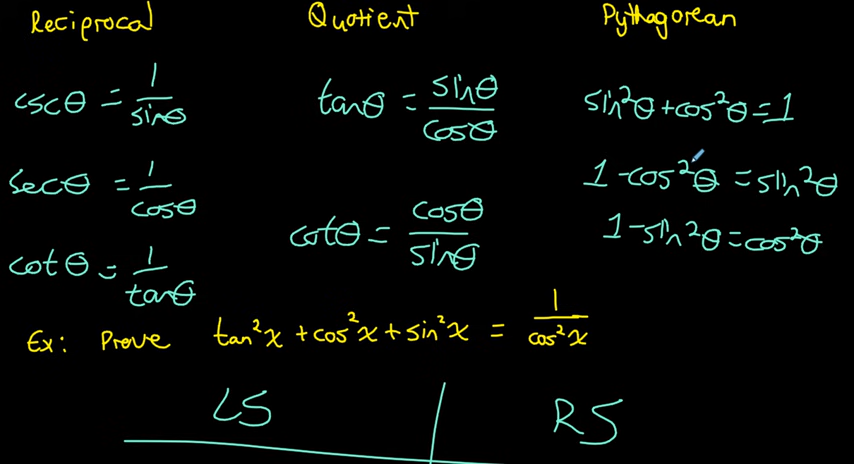 Reciprocal Quotient Pythagorean
cscθ = 1/sinθ
tanθ = sinθ/cosθ
sin²θ + cos²θ = 1
secθ = 1/cosθ
1 - cos²θ = sin²θ
cotθ = cosθ/sinθ
1 - sin²θ = cos²θ
cotθ = 1/tanθ
Ex: Prove tan²x + cos²x + sin²x = 1/cos²x
LS RS